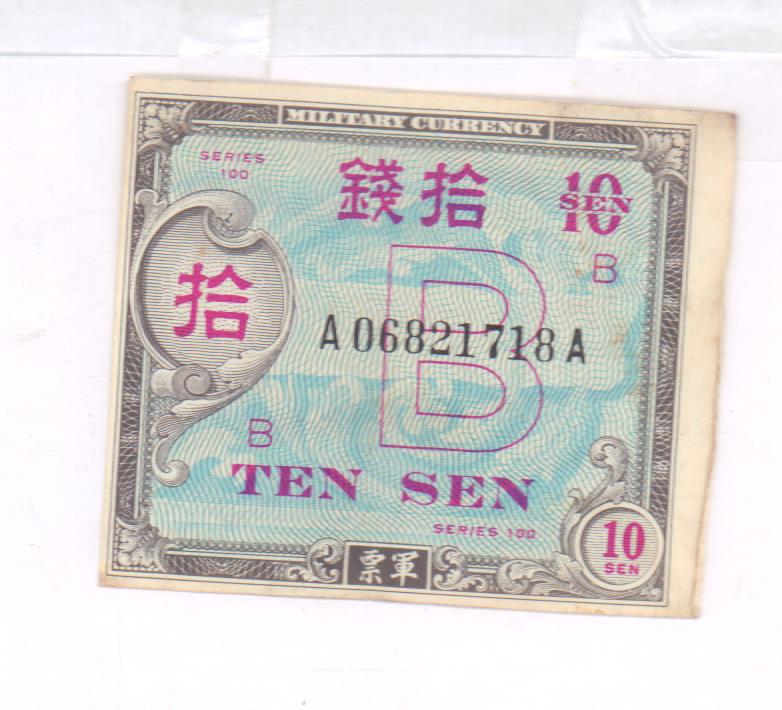 MILITARY CURRENCY
SERIES
100
錢拾
10
SEN
B
拾
B
A06821718A
B
TEN SEN
SERIES 100
10
SEN
票軍